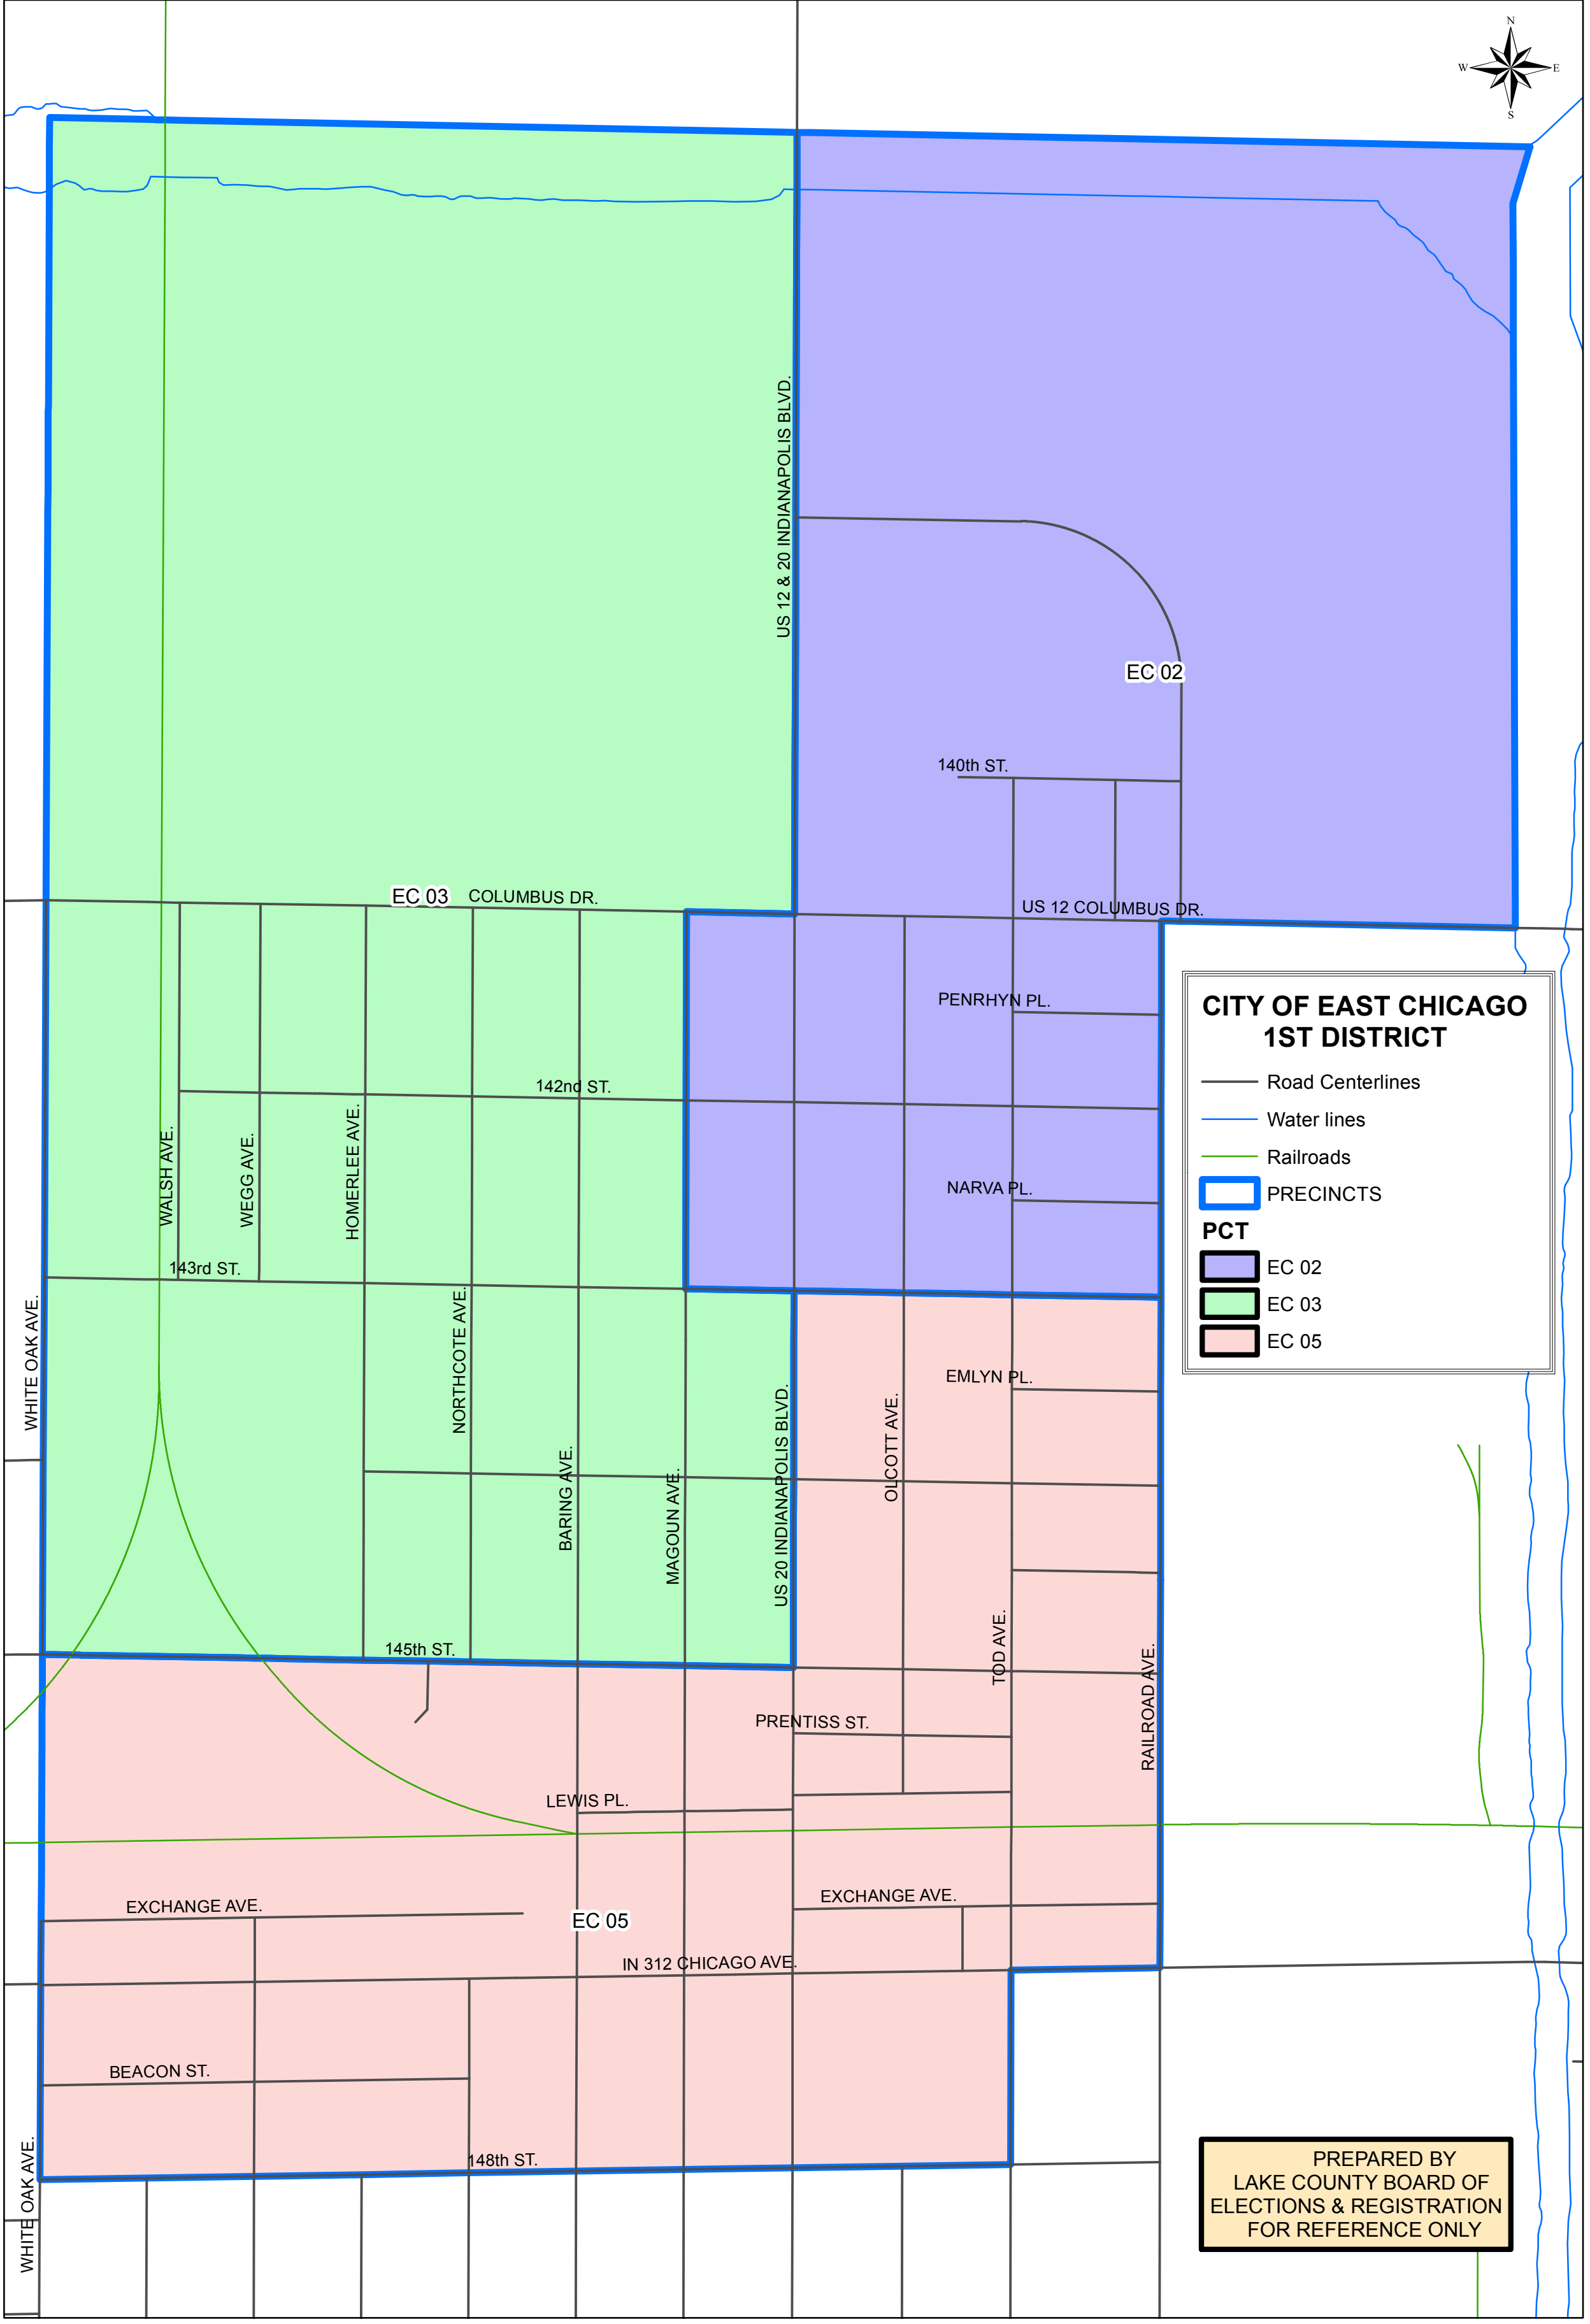 N
W
E
S
US 12 & 20 INDIANAPOLIS BLVD.
EC 02
140th ST.
EC 03
COLUMBUS DR.
US 12 COLUMBUS DR.
PENRHYN PL.
142nd ST.
WALSH AVE.
WEGG AVE.
HOMERLEE AVE.
NARVA PL.
143rd ST.
WHITE OAK AVE.
NORTHCOTE AVE.
EMLYN PL.
BARING AVE.
MAGOUN AVE.
US 20 INDIANAPOLIS BLVD.
OLCOTT AVE.
145th ST.
TOD AVE.
RAILROAD AVE.
PRENTISS ST.
LEWIS PL.
EXCHANGE AVE.
EXCHANGE AVE.
EC 05
IN 312 CHICAGO AVE.
BEACON ST.
148th ST.
WHITE OAK AVE.
CITY OF EAST CHICAGO
1ST DISTRICT
Road Centerlines
Water lines
Railroads
PRECINCTS
PCT
EC 02
EC 03
EC 05
PREPARED BY
LAKE COUNTY BOARD OF
ELECTIONS & REGISTRATION
FOR REFERENCE ONLY